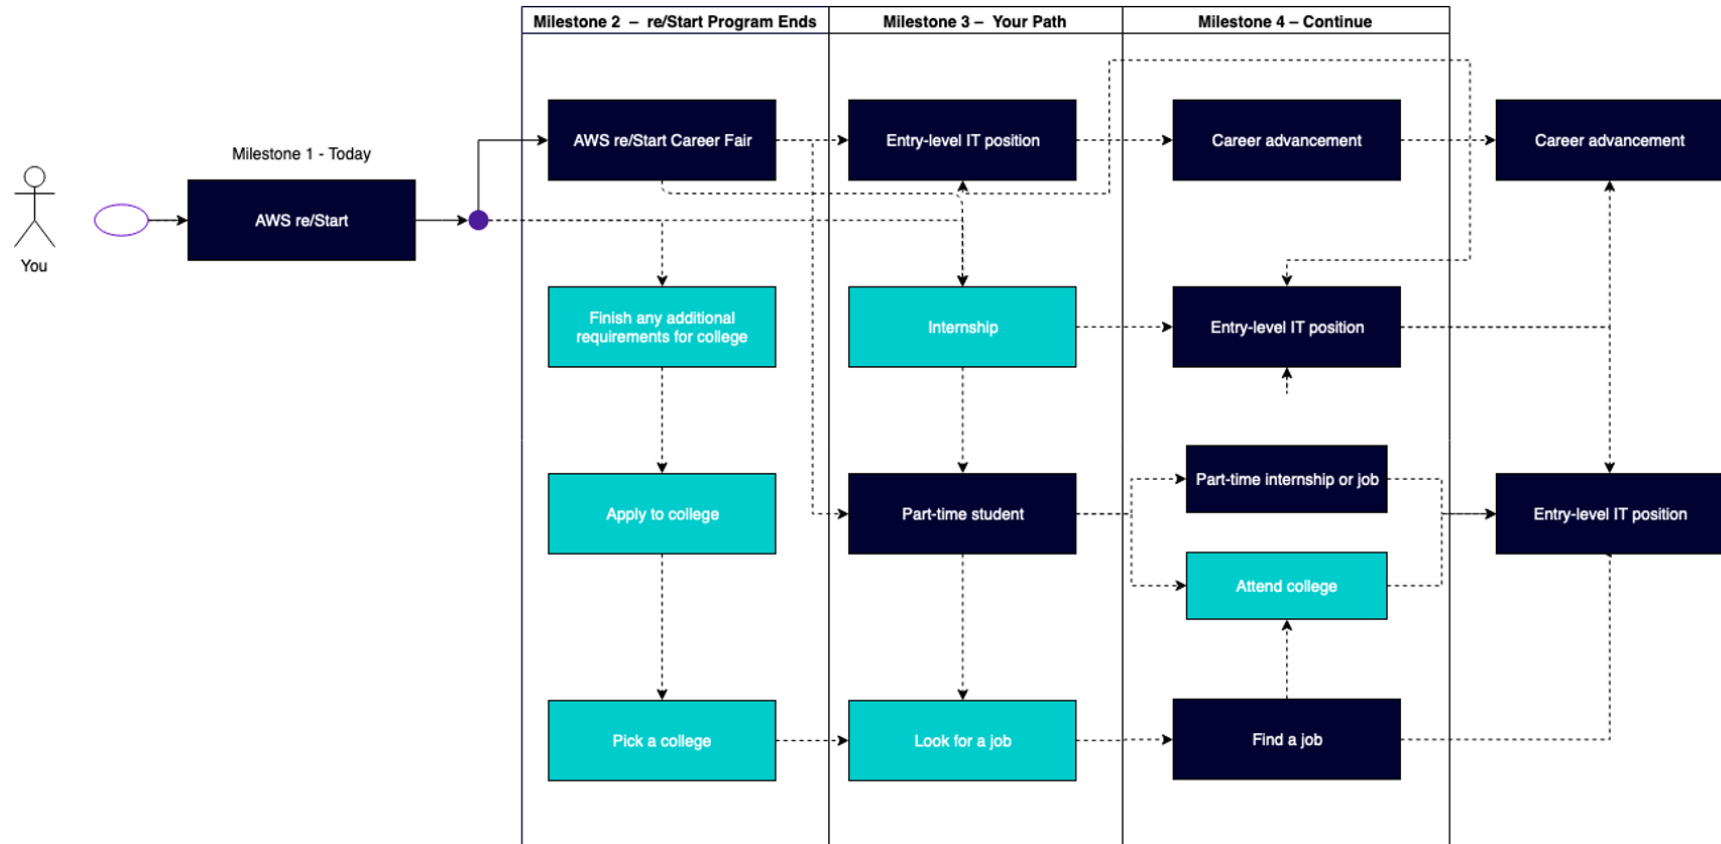 Milestone 2 – re/Start Program Ends
Milestone 3 – Your Path
Milestone 4 – Continue
Milestone 1 - Today
You
AWS re/Start
AWS re/Start Career Fair
Entry-level IT position
Career advancement
Career advancement
Finish any additional
requirements for college
Internship
Entry-level IT position
Apply to college
Part-time student
Part-time internship or job
Attend college
Entry-level IT position
Pick a college
Look for a job
Find a job